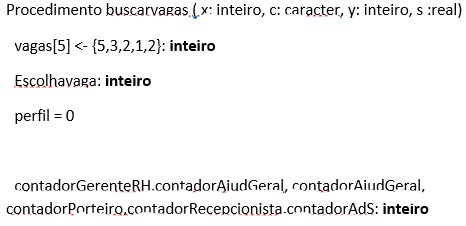 Procedimento buscarvagas ( x: inteiro, c: caracter, y: inteiro, s :real)
vagas[5] <- {5,3,2,1,2}: inteiro
Escolhavaga: inteiro
perfil = 0
contadorGerenteRH.contadorAjudGeral, contadorAjudGeral,
contadorPorteiro,contadorRecepcionista.contadorAdS: inteiro